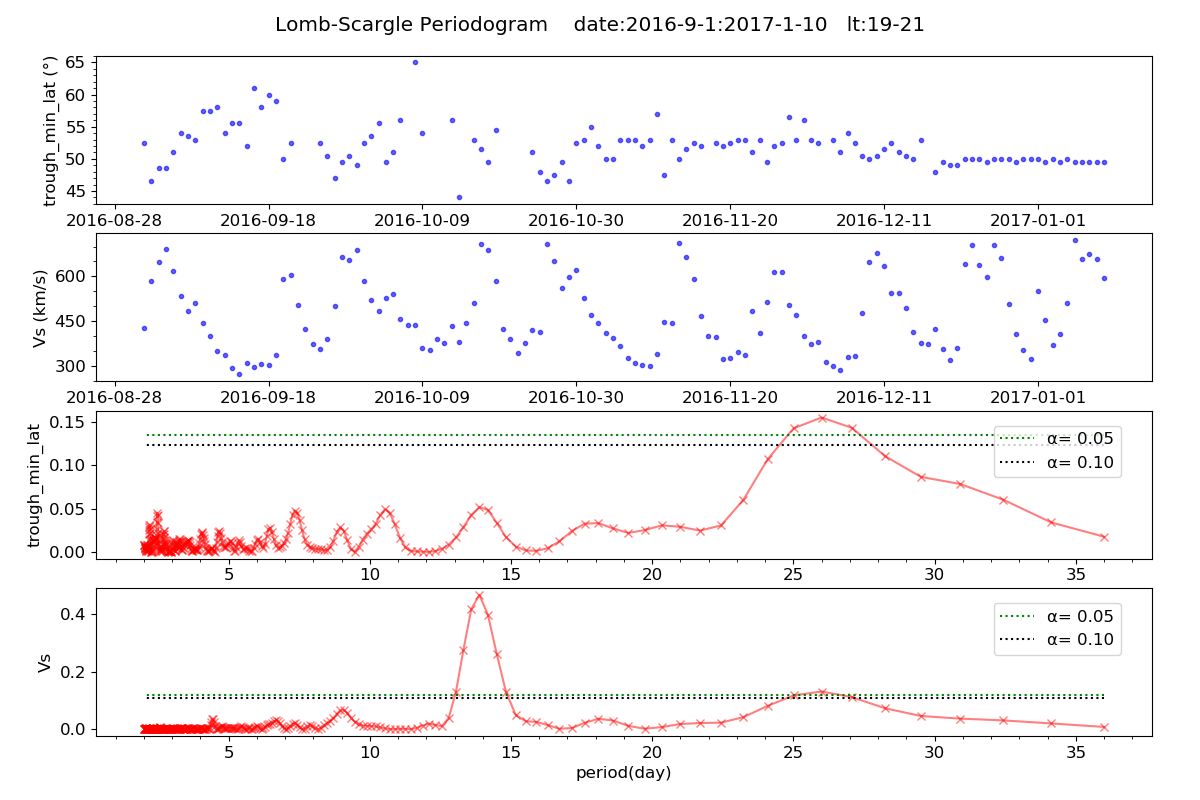 Lomb-Scargle Periodogram    date:2016-9-1:2017-1-10   lt:19-21
trough_min_lat (°)
65
60
55
50
45
2016-08-28 2016-09-18 2016-10-09 2016-10-30 2016-11-20 2016-12-11 2017-01-01
Vs (km/s)
600
450
300
2016-08-28 2016-09-18 2016-10-09 2016-10-30 2016-11-20 2016-12-11 2017-01-01
trough_min_lat
0.15
0.10
0.05
0.00
α= 0.05
α= 0.10
5 10 15 20 25 30 35
Vs
0.4
0.2
0.0
α= 0.05
α= 0.10
5 10 15 20 25 30 35
period(day)